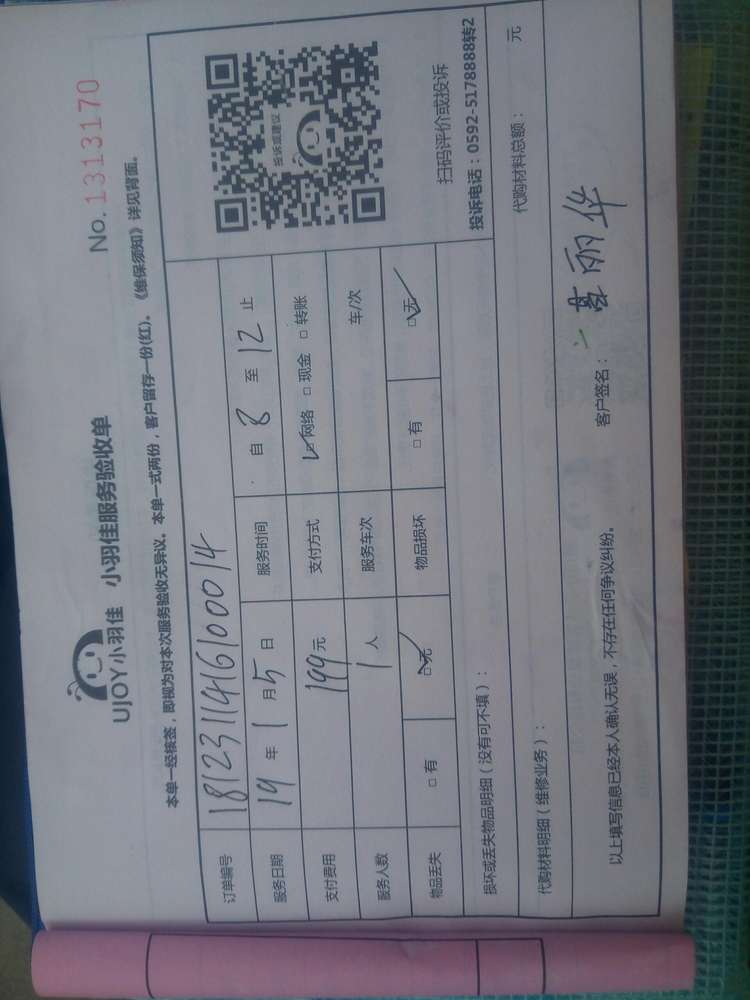 UJOY小羽佳 小羽佳服务验收单
No.1313170
本单一经核签，即视为对本次服务验收无异议。本单一式两份，客户留存一份(红)。《维保须知》详见背面。
订单编号 18123114161000014
服务日期 19 年 1 月 5 日 服务时间 自 8 至 12 止
支付费用 199 元 支付方式 ☑网络 □现金 □转账
服务人数 1 人 服务车次 车/次
物品丢失 □有 ☑无 物品损坏 □有 ☑无
投诉或建议
扫码评价或投诉
投诉电话：0592-5178888转2
损坏或丢失物品明细（没有可不填）：
代购材料明细（维修业务）： 代购材料总额： 元
以上填写信息已经本人确认无误，不存在任何争议纠纷。 客户签名： 丽华